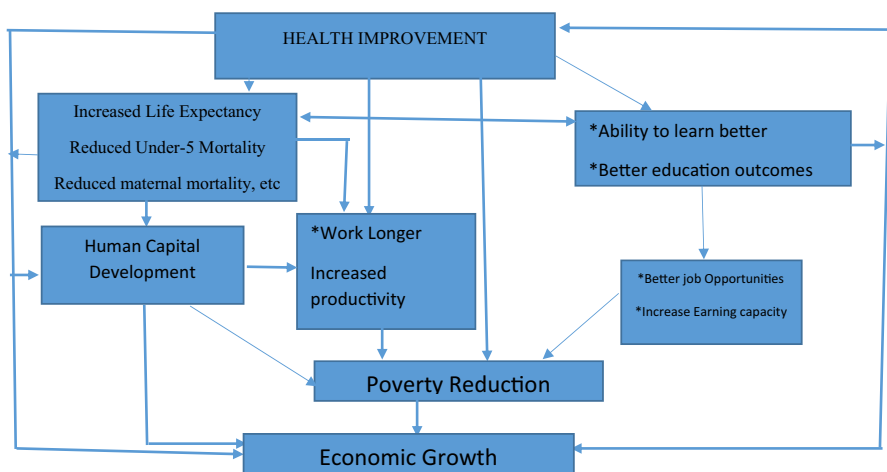 HEALTH IMPROVEMENT
Increased Life Expectancy
Reduced Under-5 Mortality
Reduced maternal mortality, etc
*Ability to learn better
*Better education outcomes
Human Capital
Development
*Work Longer
Increased
productivity
*Better job Opportunities
*Increase Earning capacity
Poverty Reduction
Economic Growth